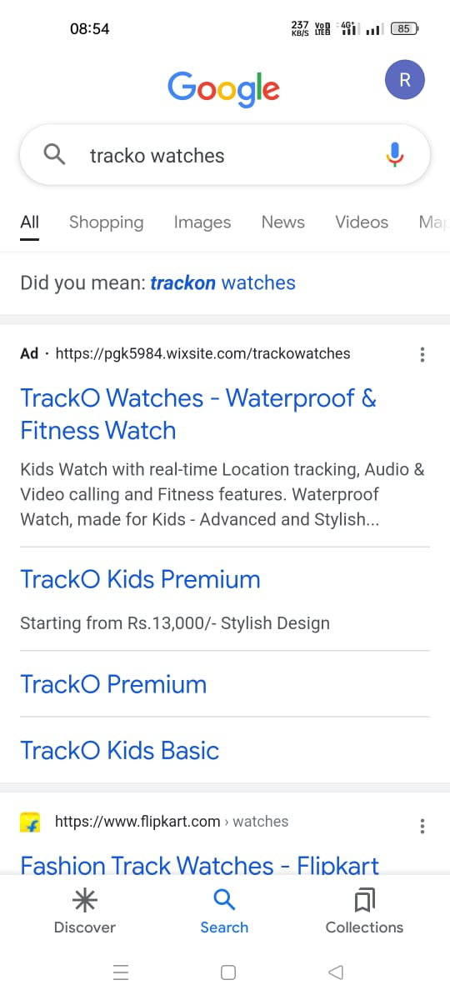 08:54
237 KB/S VoD LTE2 4G+ 85
Google
R
tracko watches
All Shopping Images News Videos Map
Did you mean: trackon watches
Ad · https://pgk5984.wixsite.com/trackowatches
TrackO Watches - Waterproof &
Fitness Watch
Kids Watch with real-time Location tracking, Audio &
Video calling and Fitness features. Waterproof
Watch, made for Kids - Advanced and Stylish...
TrackO Kids Premium
Starting from Rs.13,000/- Stylish Design
TrackO Premium
TrackO Kids Basic
https://www.flipkart.com › watches
Fashion Track Watches - Flipkart
Discover Search Collections